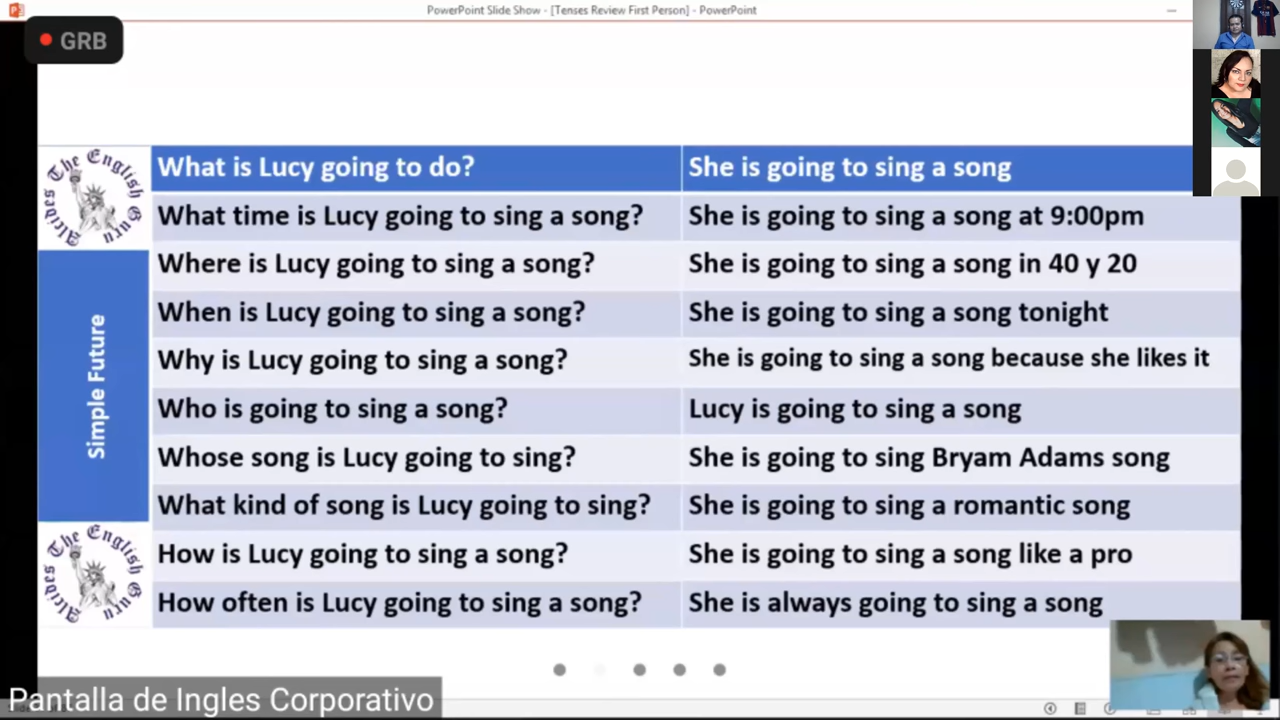 PowerPoint Slide Show - [Tenses Review First Person] - PowerPoint
GRB
The English Guru
Alcibes
What is Lucy going to do? She is going to sing a song
What time is Lucy going to sing a song? She is going to sing a song at 9:00pm
Where is Lucy going to sing a song? She is going to sing a song in 40 y 20
When is Lucy going to sing a song? She is going to sing a song tonight
Why is Lucy going to sing a song? She is going to sing a song because she likes it
Who is going to sing a song? Lucy is going to sing a song
Whose song is Lucy going to sing? She is going to sing Bryam Adams song
What kind of song is Lucy going to sing? She is going to sing a romantic song
How is Lucy going to sing a song? She is going to sing a song like a pro
How often is Lucy going to sing a song? She is always going to sing a song
Simple Future
The English Guru
Alcibes
Pantalla de Ingles Corporativo